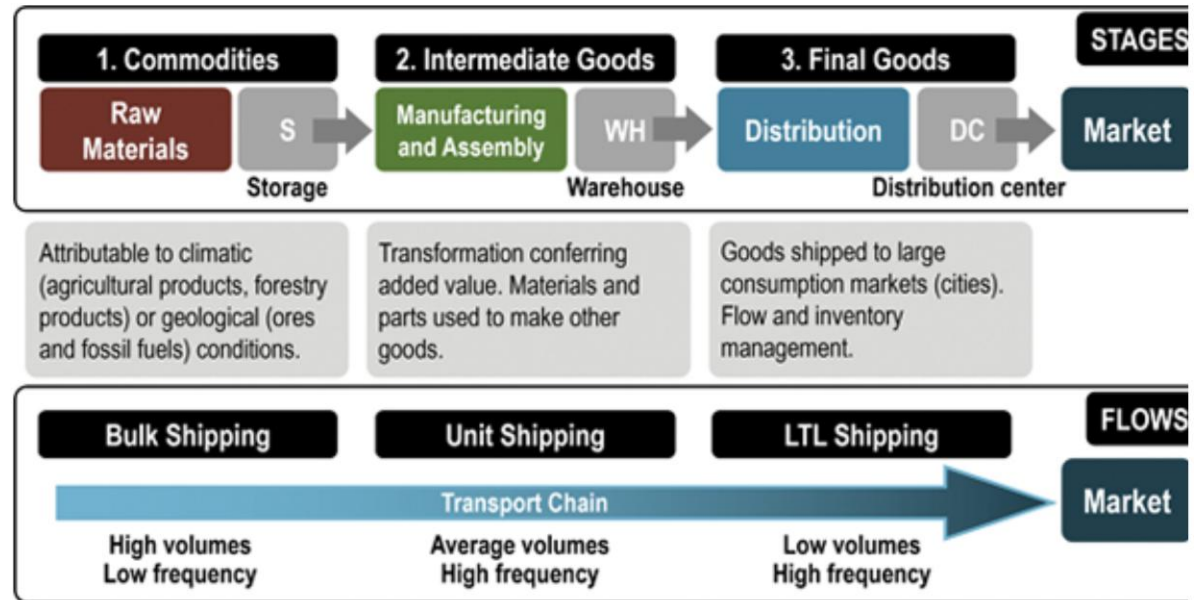 STAGES
1. Commodities
2. Intermediate Goods
3. Final Goods
Raw
Materials
S
Manufacturing
and Assembly
WH
Distribution
DC
Market
Storage
Warehouse
Distribution center
Attributable to climatic
(agricultural products, forestry
products) or geological (ores
and fossil fuels) conditions.
Transformation conferring
added value. Materials and
parts used to make other
goods.
Goods shipped to large
consumption markets (cities).
Flow and inventory
management.
FLOWS
Bulk Shipping
Unit Shipping
LTL Shipping
Transport Chain
Market
High volumes
Low frequency
Average volumes
High frequency
Low volumes
High frequency